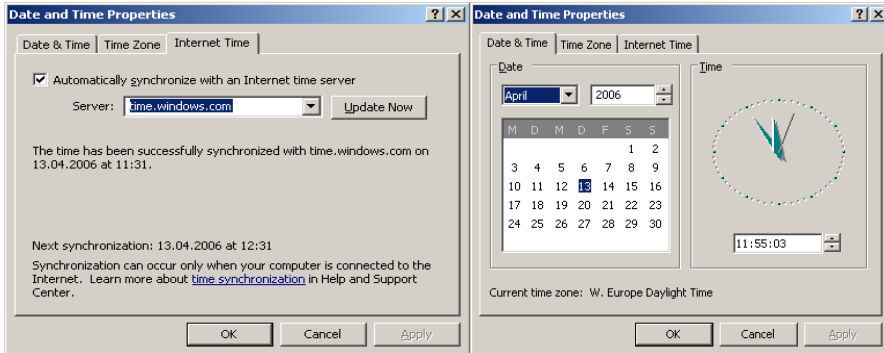 Date and Time Properties
Date & Time Time Zone Internet Time
Automatically synchronize with an Internet time server
Server: time.windows.com Update Now
The time has been successfully synchronized with time.windows.com on
13.04.2006 at 11:31.
Next synchronization: 13.04.2006 at 12:31
Synchronization can occur only when your computer is connected to the
Internet. Learn more about time synchronization in Help and Support
Center.
OK Cancel Apply
Date and Time Properties
Date & Time Time Zone Internet Time
Date
April 2006
M D M D F S S
1 2
3 4 5 6 7 8 9
10 11 12 13 14 15 16
17 18 19 20 21 22 23
24 25 26 27 28 29 30
Time
11:55:03
Current time zone: W. Europe Daylight Time
OK Cancel Apply